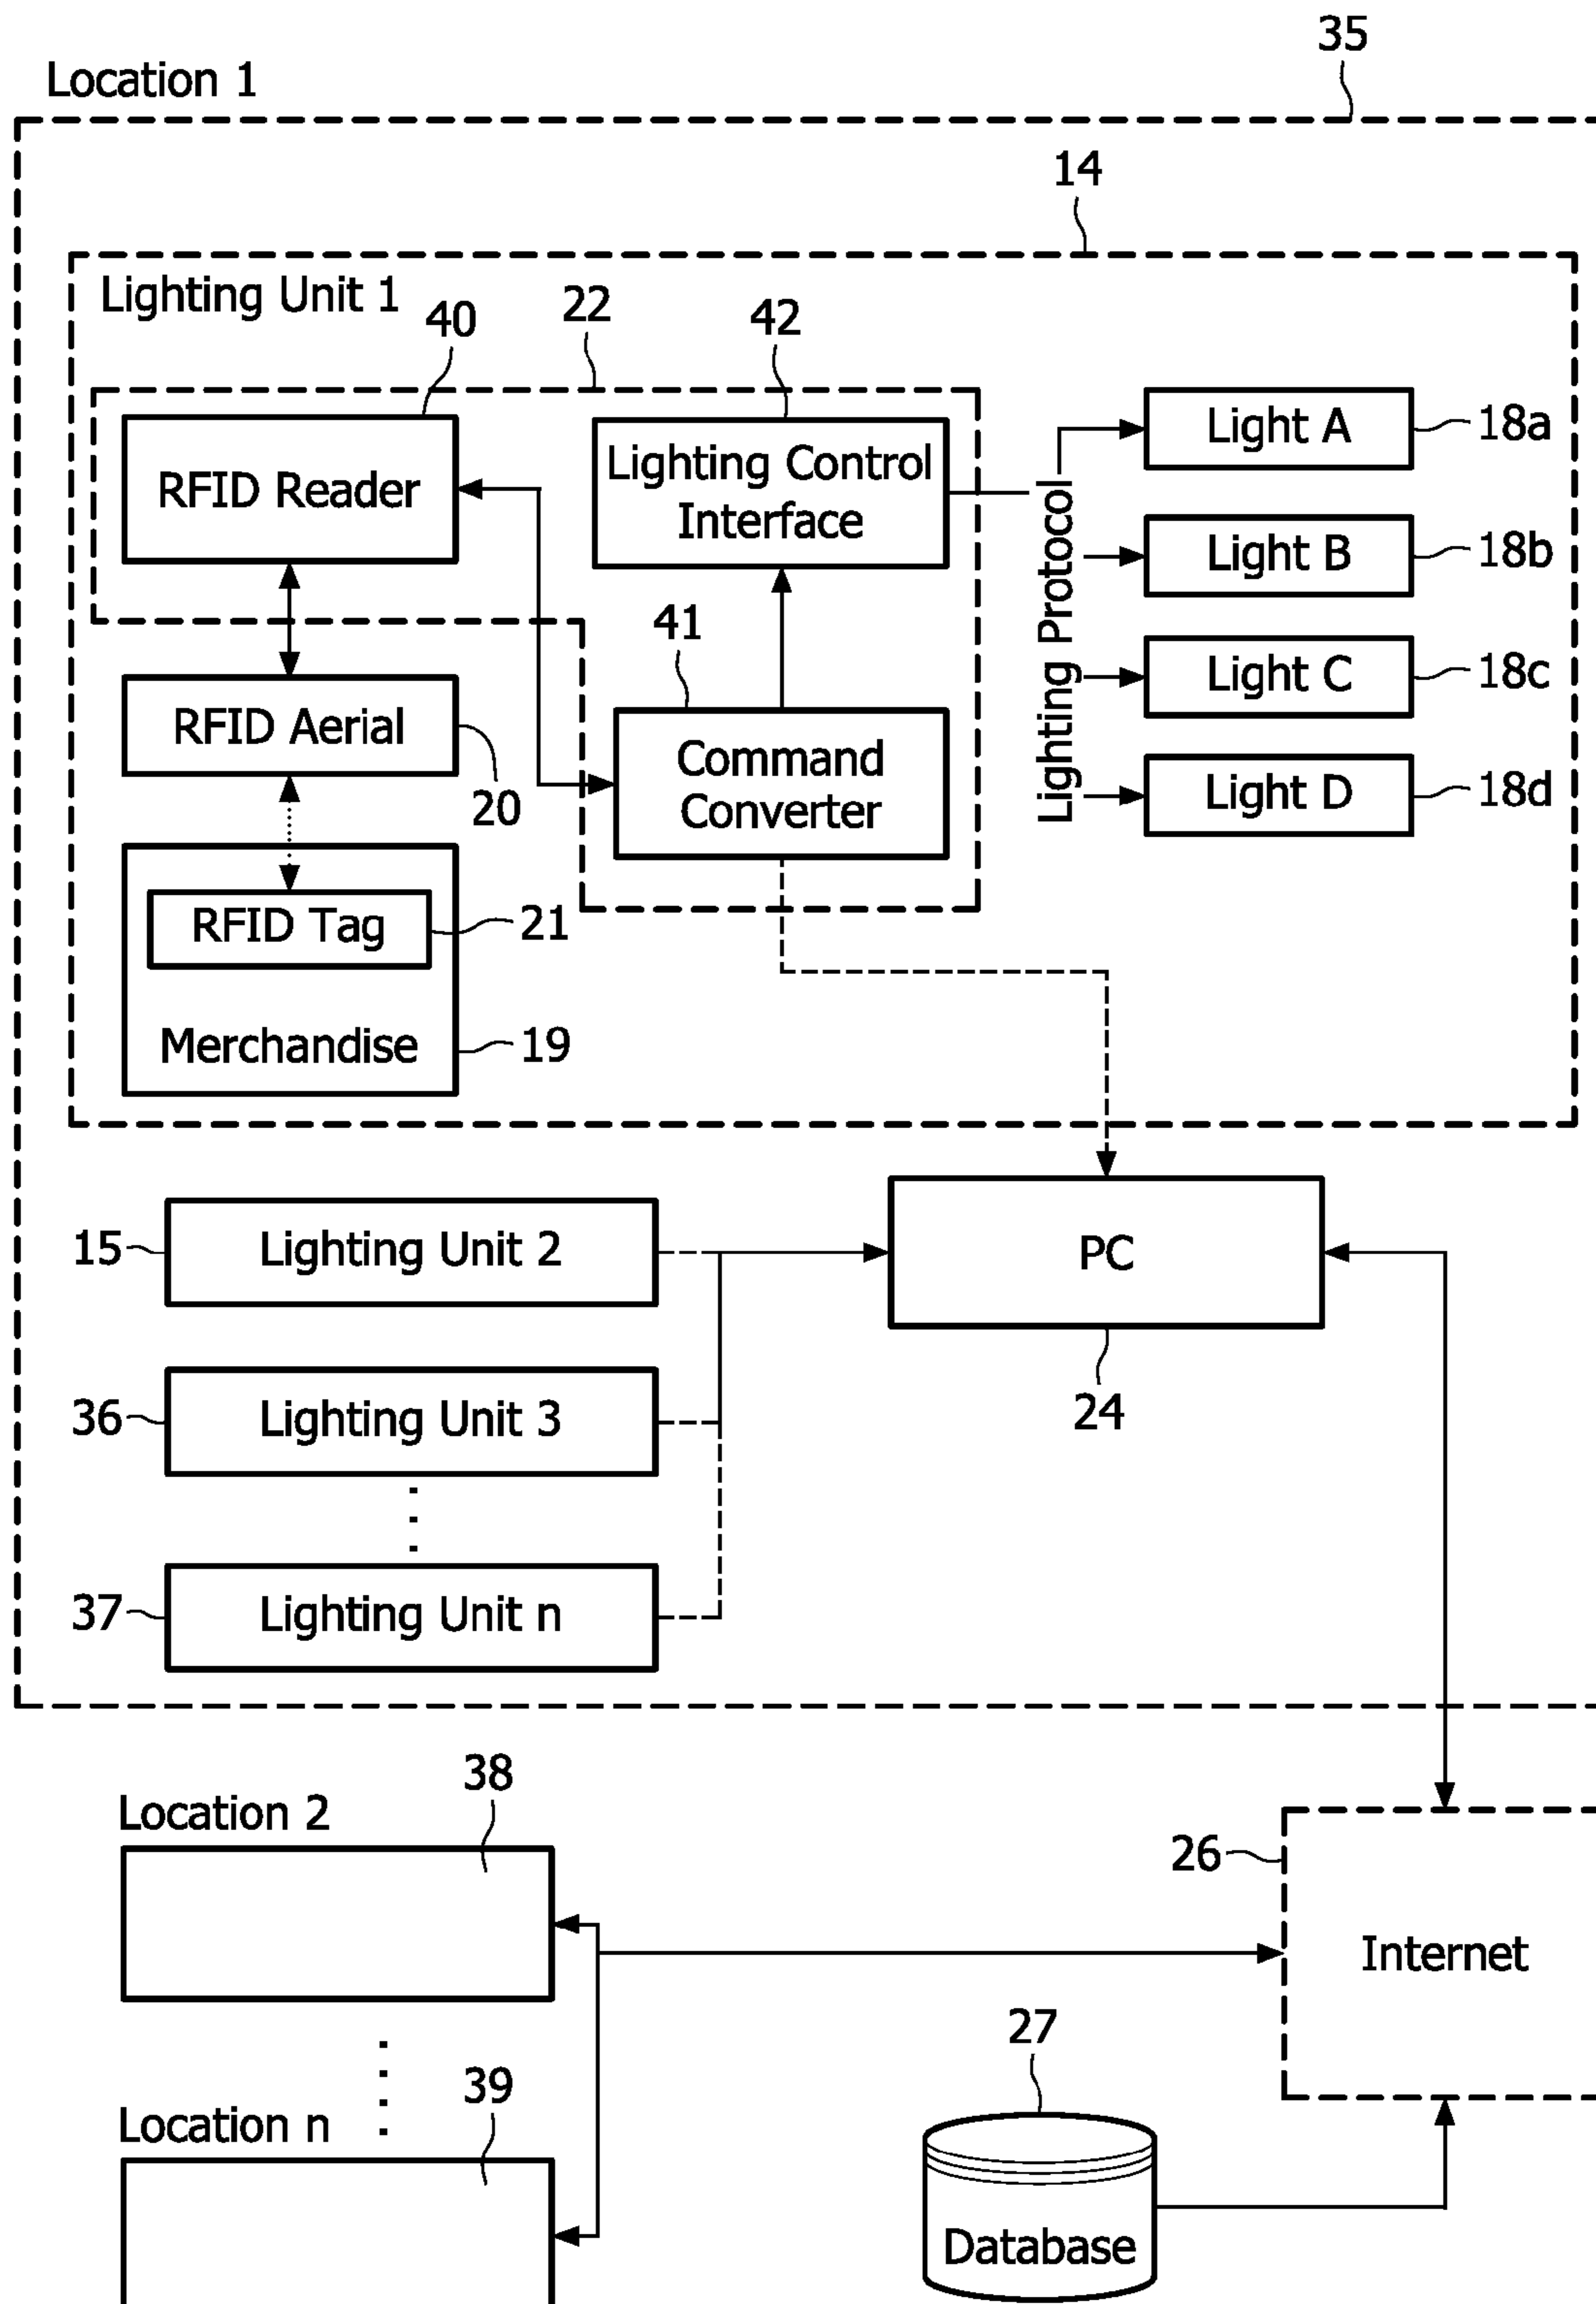 35
Location 1
14
Lighting Unit 1
40
22
42
RFID Reader
Lighting Control
Interface
Light A
18a
Light B
18b
Lighting Protocol
41
Light C
18c
RFID Aerial
20
Command
Converter
Light D
18d
RFID Tag
21
Merchandise
19
15
Lighting Unit 2
PC
24
36
Lighting Unit 3
37
Lighting Unit n
38
Location 2
26
Internet
27
39
Location n
Database